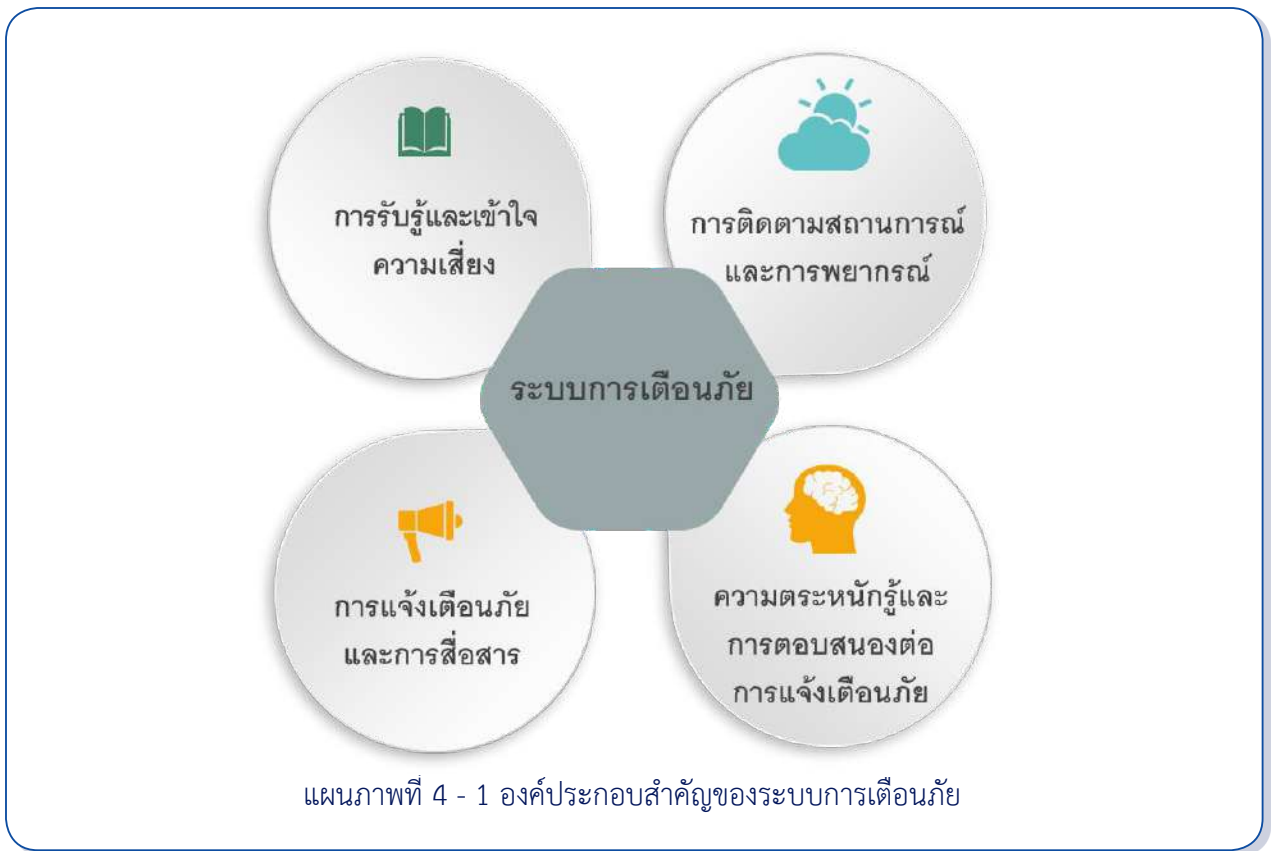 การรับรู้และเข้าใจ
ความเสี่ยง
การติดตามสถานการณ์
และการพยากรณ์
ระบบการเตือนภัย
การแจ้งเตือนภัย
และการสื่อสาร
ความตระหนักรู้และ
การตอบสนองต่อ
การแจ้งเตือนภัย
แผนภาพที่ 4 - 1 องค์ประกอบสำคัญของระบบการเตือนภัย